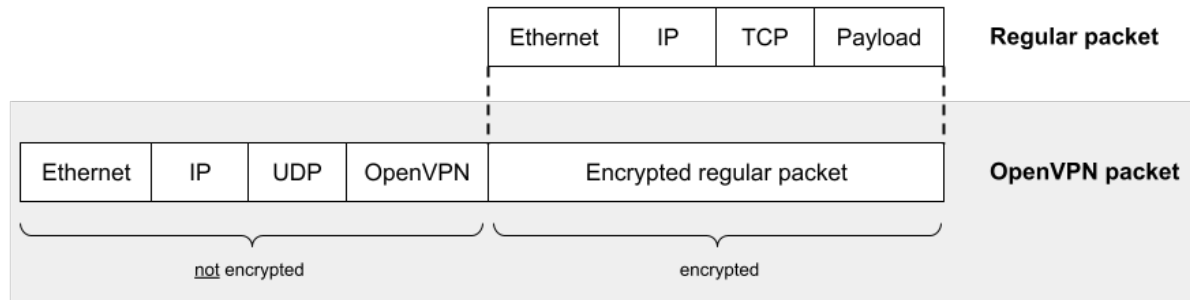 Ethernet IP TCP Payload Regular packet
Ethernet IP UDP OpenVPN Encrypted regular packet OpenVPN packet
not encrypted encrypted